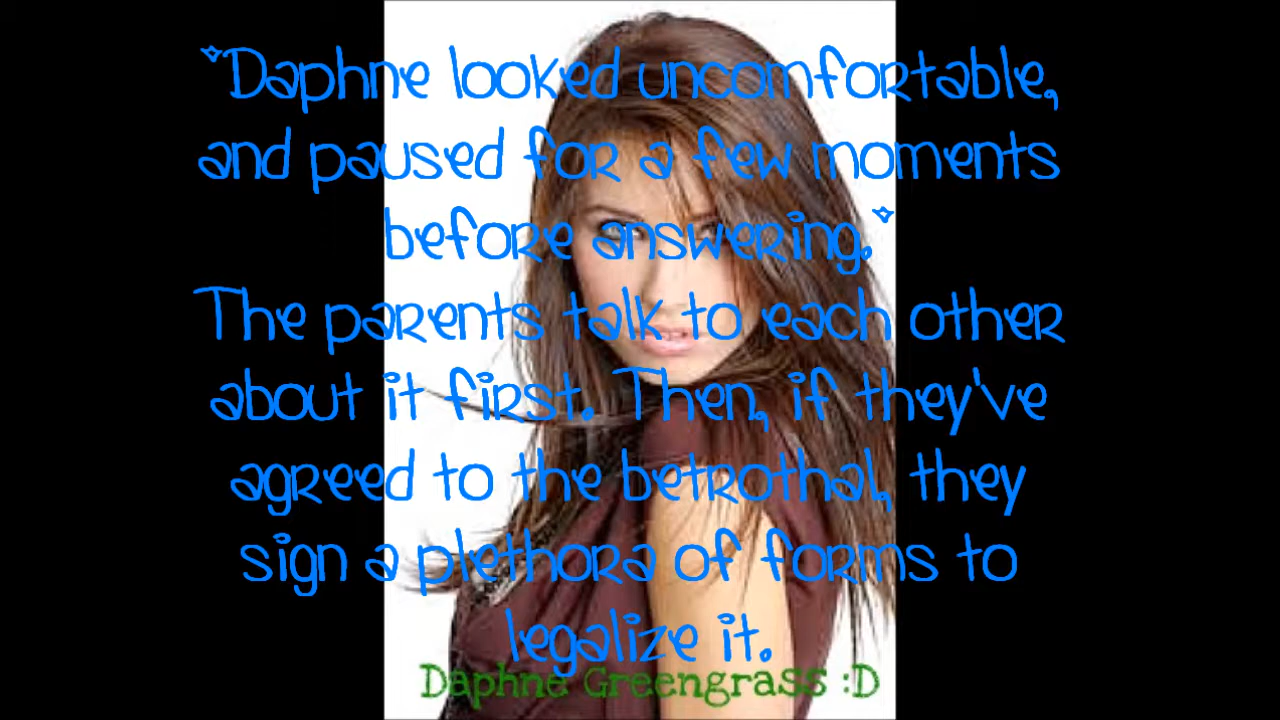 *Daphne looked uncomfortable,
and paused for a few moments
before answering.*
The parents talk to each other
about it first. Then, if they've
agreed to the betrothal, they
sign a plethora of forms to
legalize it.
Daphne Greengrass :D